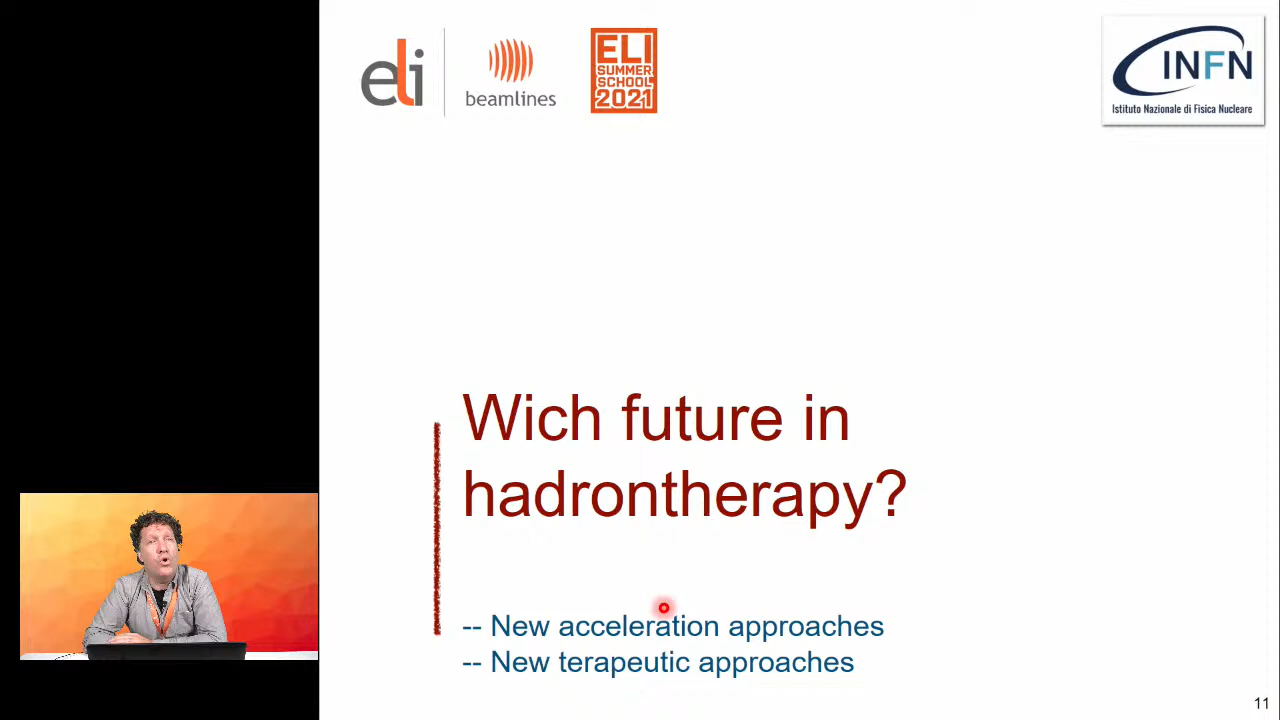 eli
beamlines
ELI
SUMMER
SCHOOL
2021
INFN
Istituto Nazionale di Fisica Nucleare
Wich future in
hadrontherapy?
-- New acceleration approaches
-- New terapeutic approaches
11